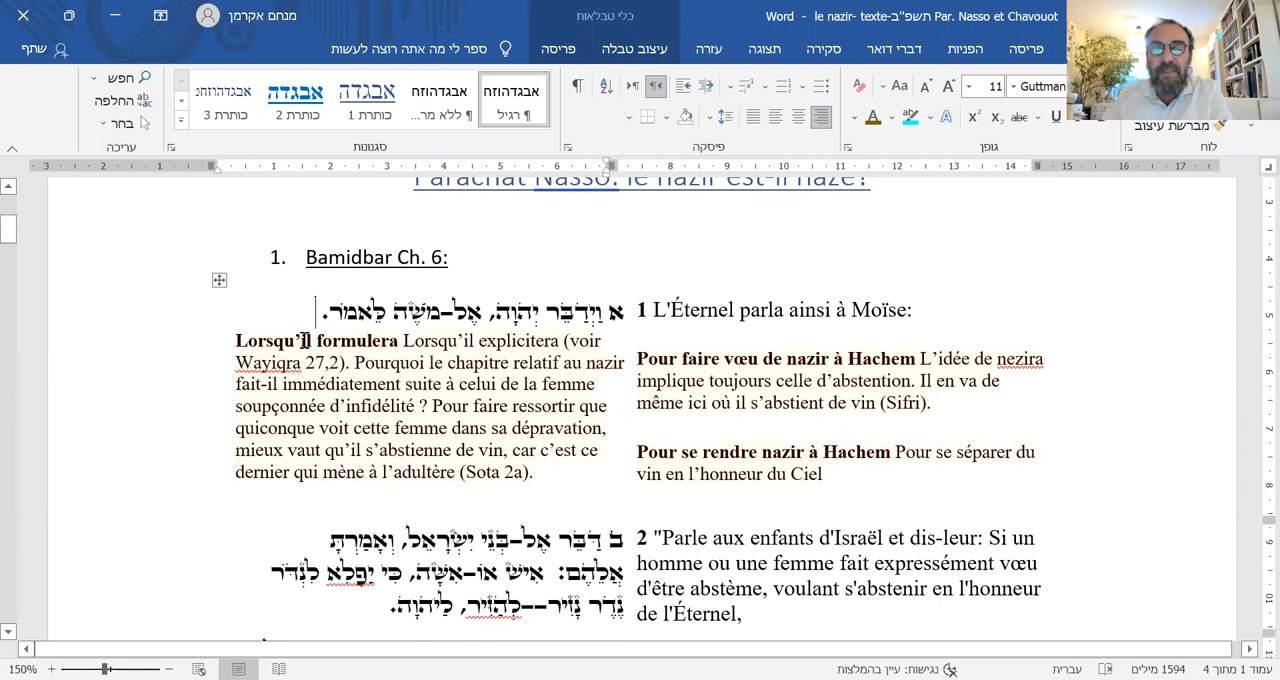 מנחם אקרמן
כלי טבלאות
le nazir- texte-תשפ"ב Par. Nasso et Chavouot - Word
שתף
ספר לי מה אתה רוצה לעשות
פריסה
עיצוב טבלה
עזרה
תצוגה
סקירה
דברי דואר
הפניות
פריסה
חפש
החלפה
בחר
עריכה
אבגדהוזחט
כותרת 3
אבגדה
כותרת 2
אבגדה
כותרת 1
אבגדהוזח
¶ ללא מר...
אבגדהוזח
¶ רגיל
סגנונות
פיסקה
11
Guttman
גופן
מברשת עיצוב
לוח
Parachat Nasso: le nazir est-il nazé?
1. Bamidbar Ch. 6:
א וַיְדַבֵּר יְהוָה, אֶל-מֹשֶׁה לֵּאמֹר.
1 L'Éternel parla ainsi à Moïse:
Lorsqu'il formulera Lorsqu'il explicitera (voir
Wayiqra 27,2). Pourquoi le chapitre relatif au nazir
fait-il immédiatement suite à celui de la femme
soupçonnée d'infidélité ? Pour faire ressortir que
quiconque voit cette femme dans sa dépravation,
mieux vaut qu'il s'abstienne de vin, car c'est ce
dernier qui mène à l'adultère (Sota 2a).
Pour faire vœu de nazir à Hachem L'idée de nezira
implique toujours celle d'abstention. Il en va de
même ici où il s'abstient de vin (Sifri).
Pour se rendre nazir à Hachem Pour se séparer du
vin en l'honneur du Ciel
ב דַּבֵּר אֶל-בְּנֵי יִשְׂרָאֵל, וְאָמַרְתָּ
אֲלֵהֶם: אִישׁ אוֹ-אִשָּׁה, כִּי יַפְלִא לִנְדֹּר
נֶדֶר נָזִיר--לְהַזִּיר, לַיהוָה.
2 "Parle aux enfants d'Israël et dis-leur: Si un
homme ou une femme fait expressément vœu
d'être abstème, voulant s'abstenir en l'honneur
de l'Éternel,
150%
נגישות: עיין בהמלצות
עברית
1594 מילים
עמוד 1 מתוך 4